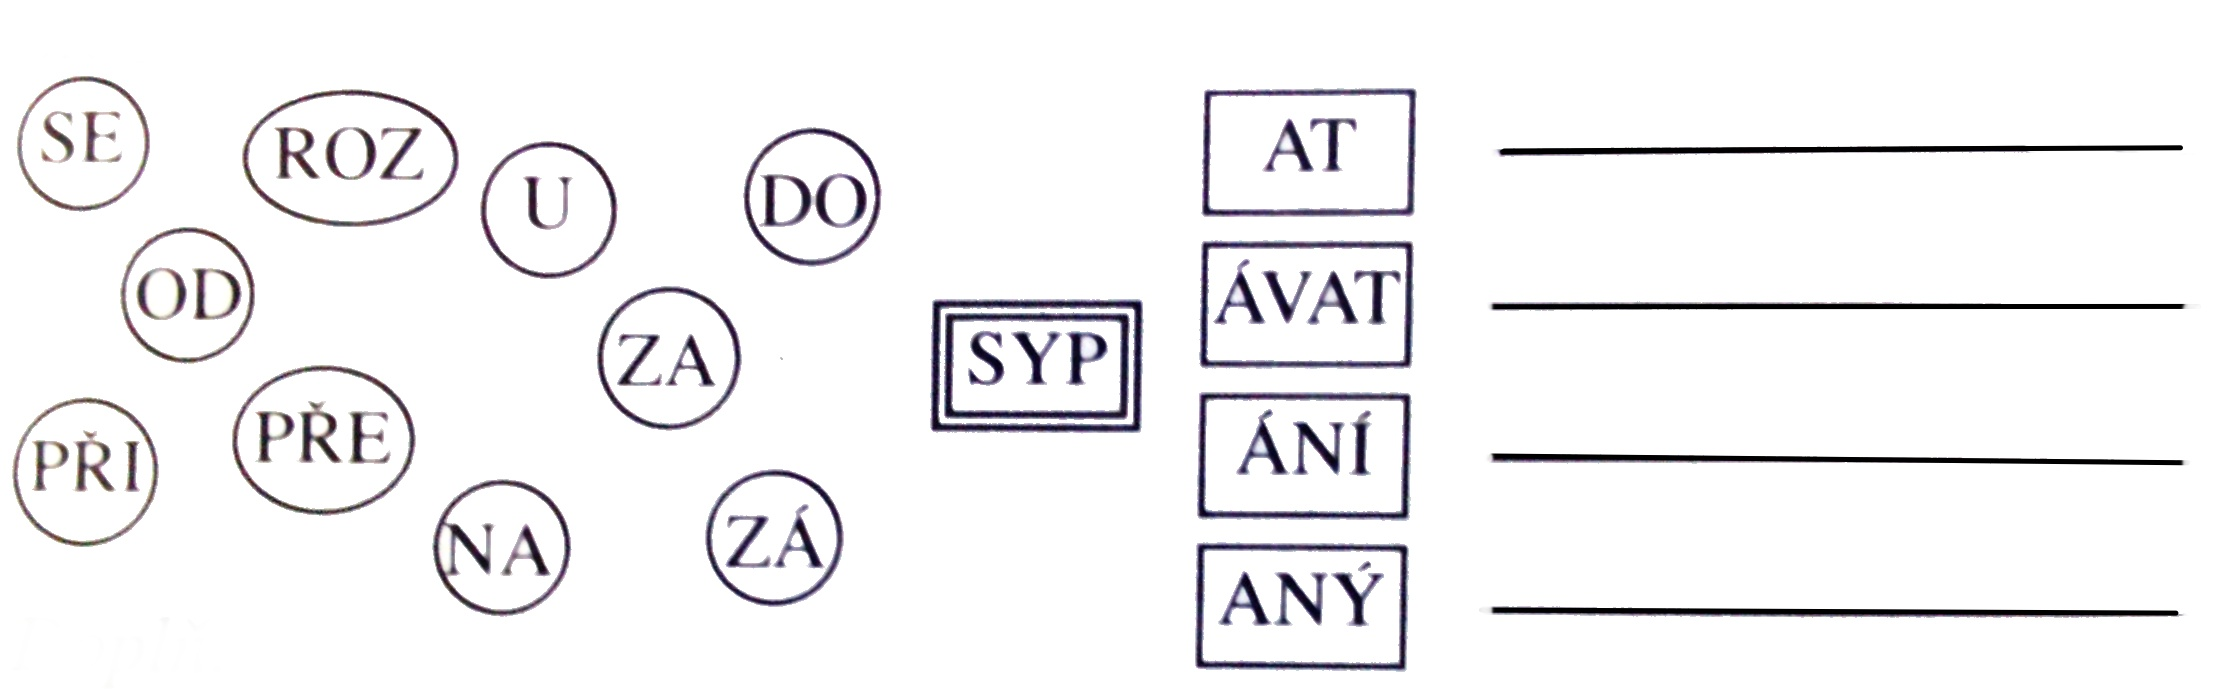 SE
ROZ
U
DO
OD
ZA
PŘI
PŘE
NA
ZÁ
SYP
AT
ÁVAT
ÁNÍ
ANÝ